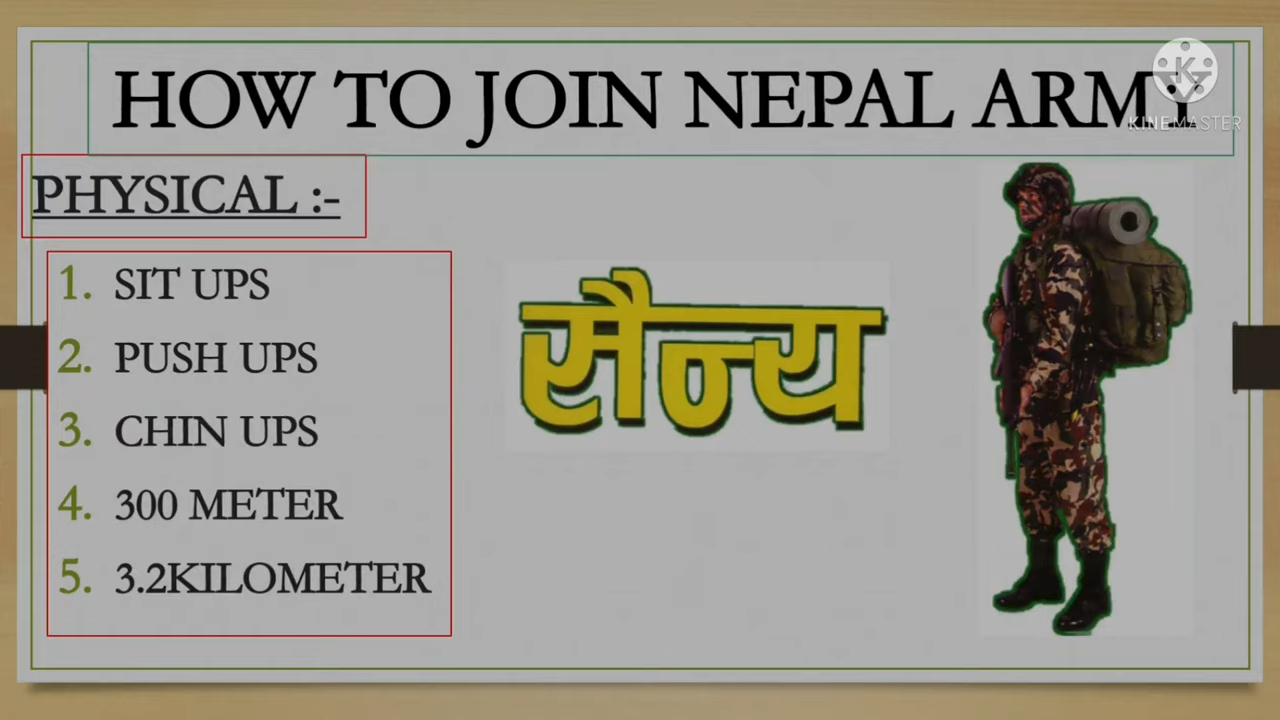 HOW TO JOIN NEPAL ARMY
KINEMASTER
PHYSICAL :-
1. SIT UPS
2. PUSH UPS
3. CHIN UPS
4. 300 METER
5. 3.2KILOMETER
सैन्य